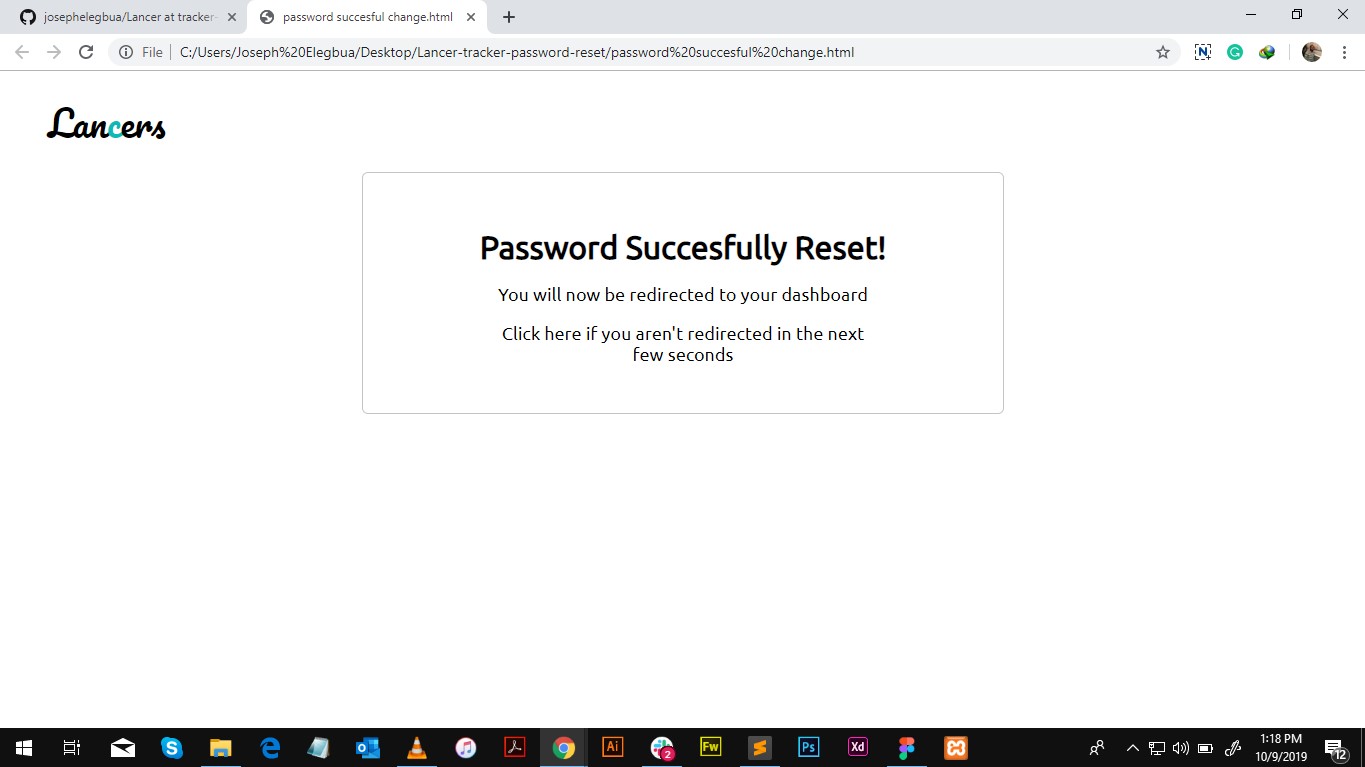 josephelegbua/Lancer at tracker-
password succesful change.html
File
C:/Users/Joseph%20Elegbua/Desktop/Lancer-tracker-password-reset/password%20succesful%20change.html
Lancers
Password Succesfully Reset!
You will now be redirected to your dashboard
Click here if you aren't redirected in the next
few seconds
N
G
S
e
Ai
2
Fw
Ps
Xd
1:18 PM
10/9/2019
12